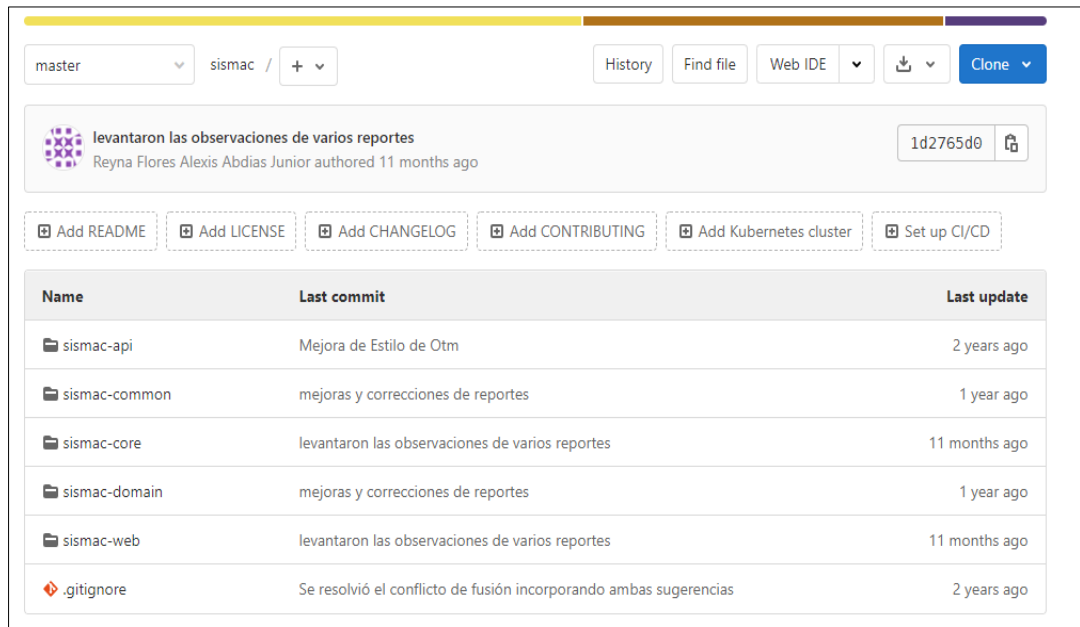 master sismac / + History Find file Web IDE Clone
levantaron las observaciones de varios reportes
Reyna Flores Alexis Abdias Junior authored 11 months ago
1d2765d0
Add README Add LICENSE Add CHANGELOG Add CONTRIBUTING Add Kubernetes cluster Set up CI/CD
Name Last commit Last update
sismac-api Mejora de Estilo de Otm 2 years ago
sismac-common mejoras y correcciones de reportes 1 year ago
sismac-core levantaron las observaciones de varios reportes 11 months ago
sismac-domain mejoras y correcciones de reportes 1 year ago
sismac-web levantaron las observaciones de varios reportes 11 months ago
.gitignore Se resolvió el conflicto de fusión incorporando ambas sugerencias 2 years ago